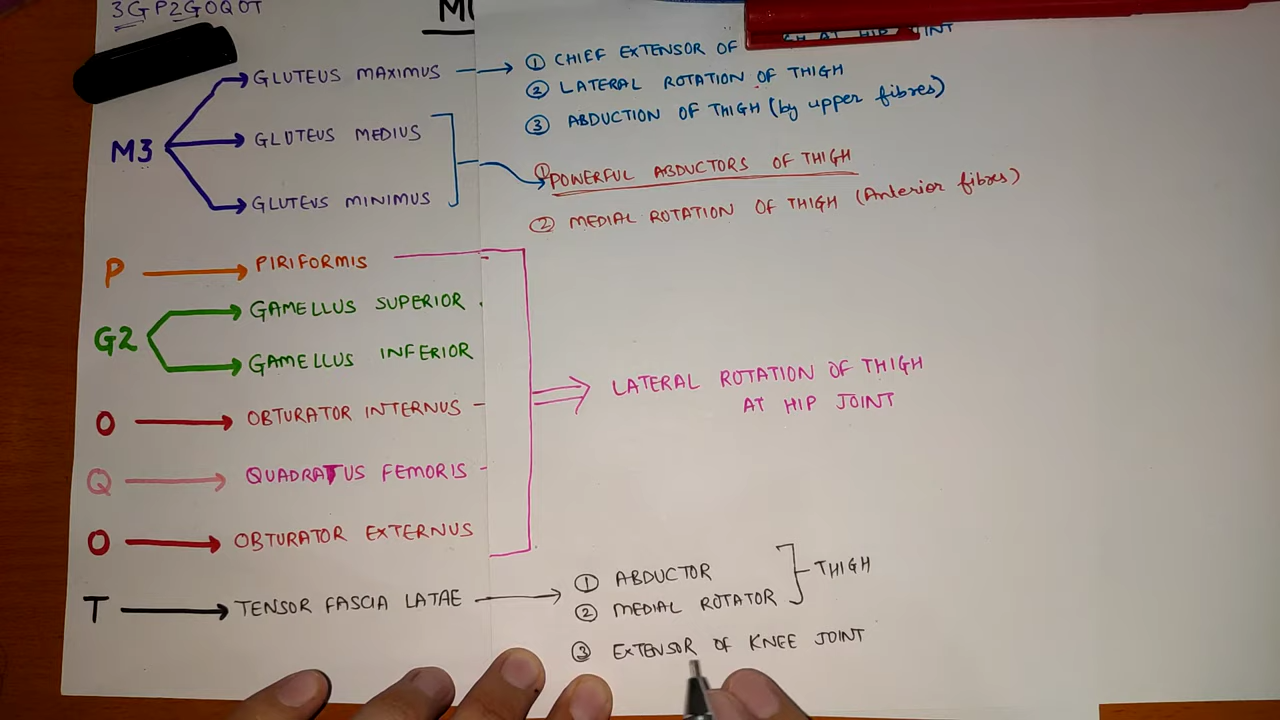 3GP2GOQOT
M3
GLUTEUS MAXIMUS
① CHIEF EXTENSOR OF
② LATERAL ROTATION OF THIGH
③ ABDUCTION OF THIGH (by upper fibres)
GLUTEUS MEDIUS
GLUTEUS MINIMUS
① POWERFUL ABDUCTORS OF THIGH
② MEDIAL ROTATION OF THIGH (Anterior fibres)
P PIRIFORMIS
G2
GAMELLUS SUPERIOR
GAMELLUS INFERIOR
O OBTURATOR INTERNUS
Q QUADRATUS FEMORIS
O OBTURATOR EXTERNUS
LATERAL ROTATION OF THIGH
AT HIP JOINT
T TENSOR FASCIA LATAE
① ABDUCTOR
② MEDIAL ROTATOR
THIGH
③ EXTENSOR OF KNEE JOINT